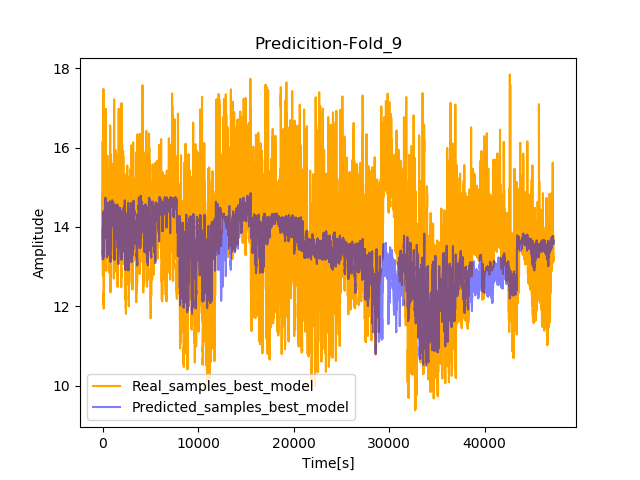 Predicition-Fold_9
18
16
14
12
10
Amplitude
Real_samples_best_model
Predicted_samples_best_model
0
10000
20000
30000
40000
Time[s]